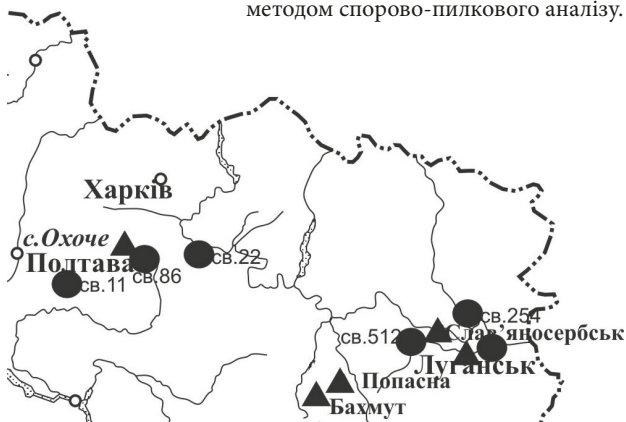 методом спорово-пилкового аналізу.
Харків
с.Охоче
Полтава
св.22
св.86
св.11
св.254
св.512
Слав’яносербськ
Луганськ
Попасна
Бахмут